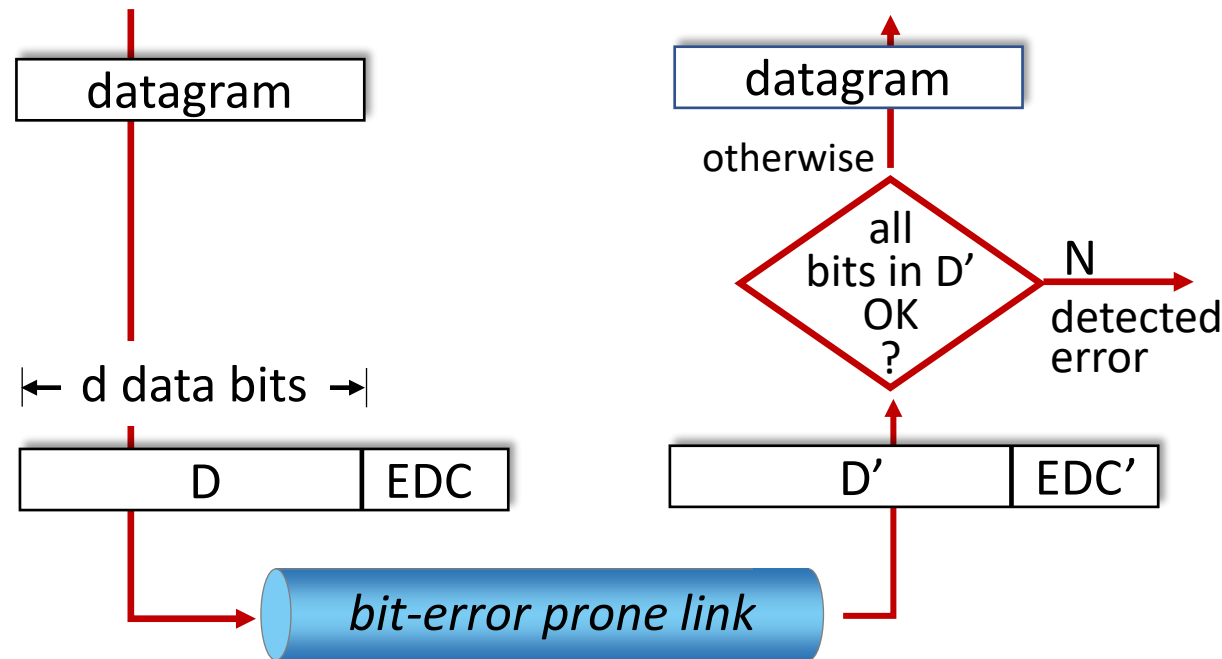 datagram
d data bits
D
EDC
bit-error prone link
datagram
otherwise
all
bits in D’
OK
?
N
detected
error
D’
EDC’